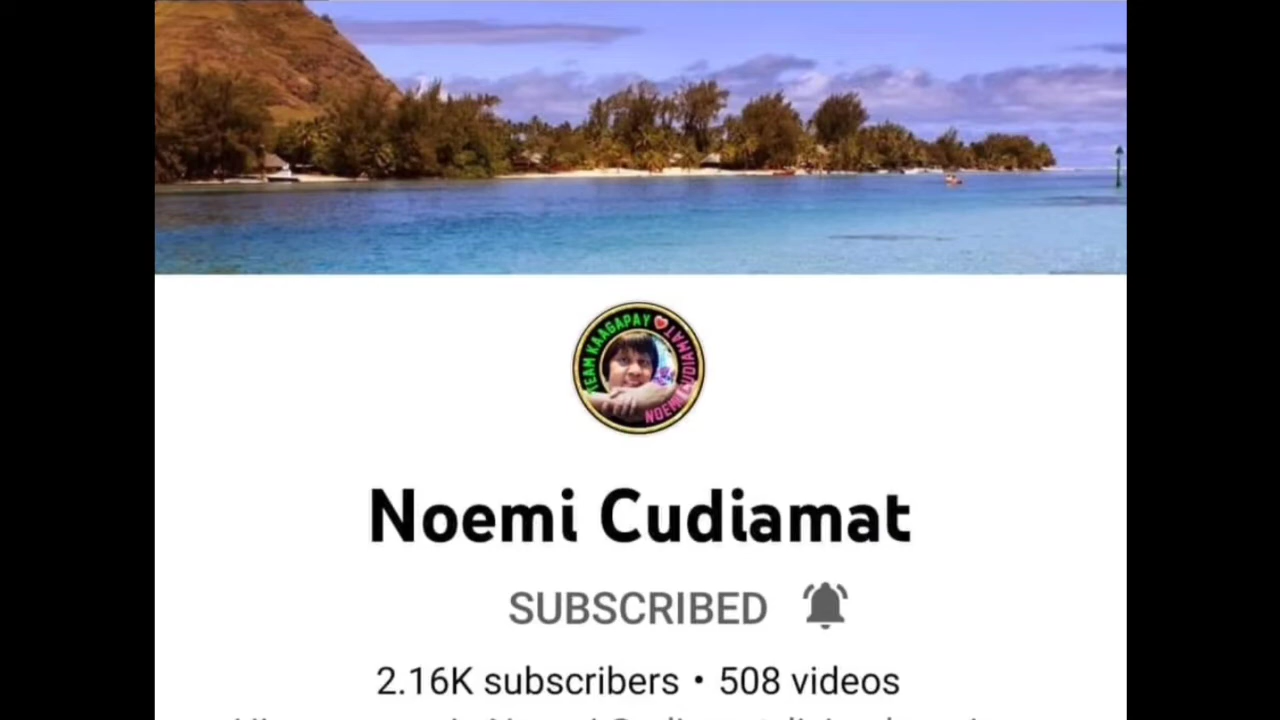 TEAM KAAGAPAY
NOEMI CUDIAMAT
Noemi Cudiamat
SUBSCRIBED
2.16K subscribers • 508 videos